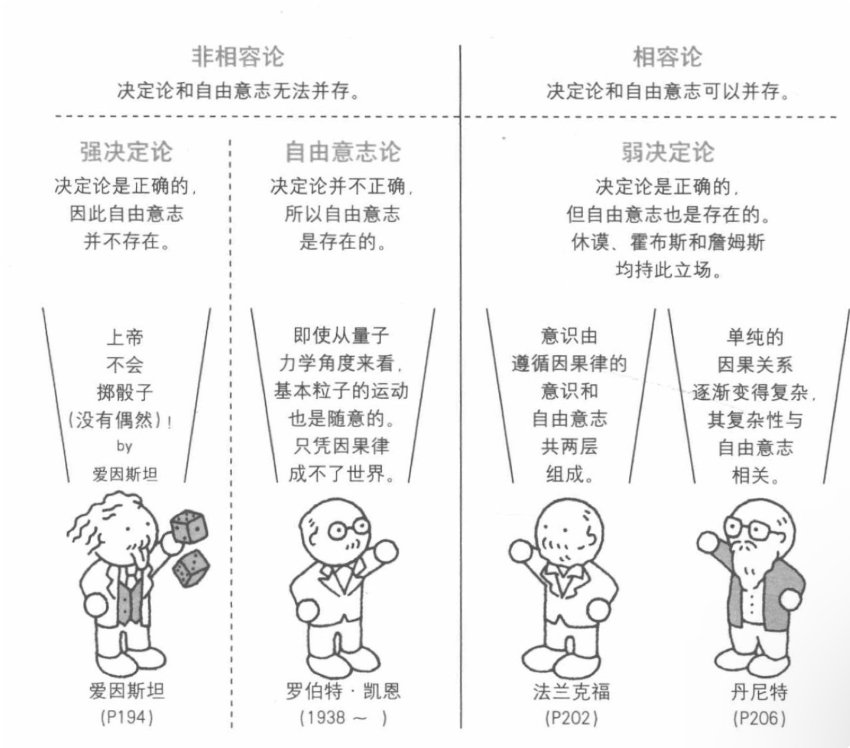 非相容论
决定论和自由意志无法并存。
相容论
决定论和自由意志可以并存。
强决定论
决定论是正确的，
因此自由意志
并不存在。
自由意志论
决定论并不正确，
所以自由意志
是存在的。
弱决定论
决定论是正确的，
但自由意志也是存在的。
休谟、霍布斯和詹姆斯
均持此立场。
上帝
不会
掷骰子
(没有偶然)！
by
爱因斯坦
即使从量子
力学角度来看，
基本粒子的运动
也是随意的。
只凭因果律
成不了世界。
意识由
遵循因果律的
意识和
自由意志
共两层
组成。
单纯的
因果关系
逐渐变得复杂，
其复杂性与
自由意志
相关。
爱因斯坦
(P194)
罗伯特·凯恩
(1938 ～ )
法兰克福
(P202)
丹尼特
(P206)